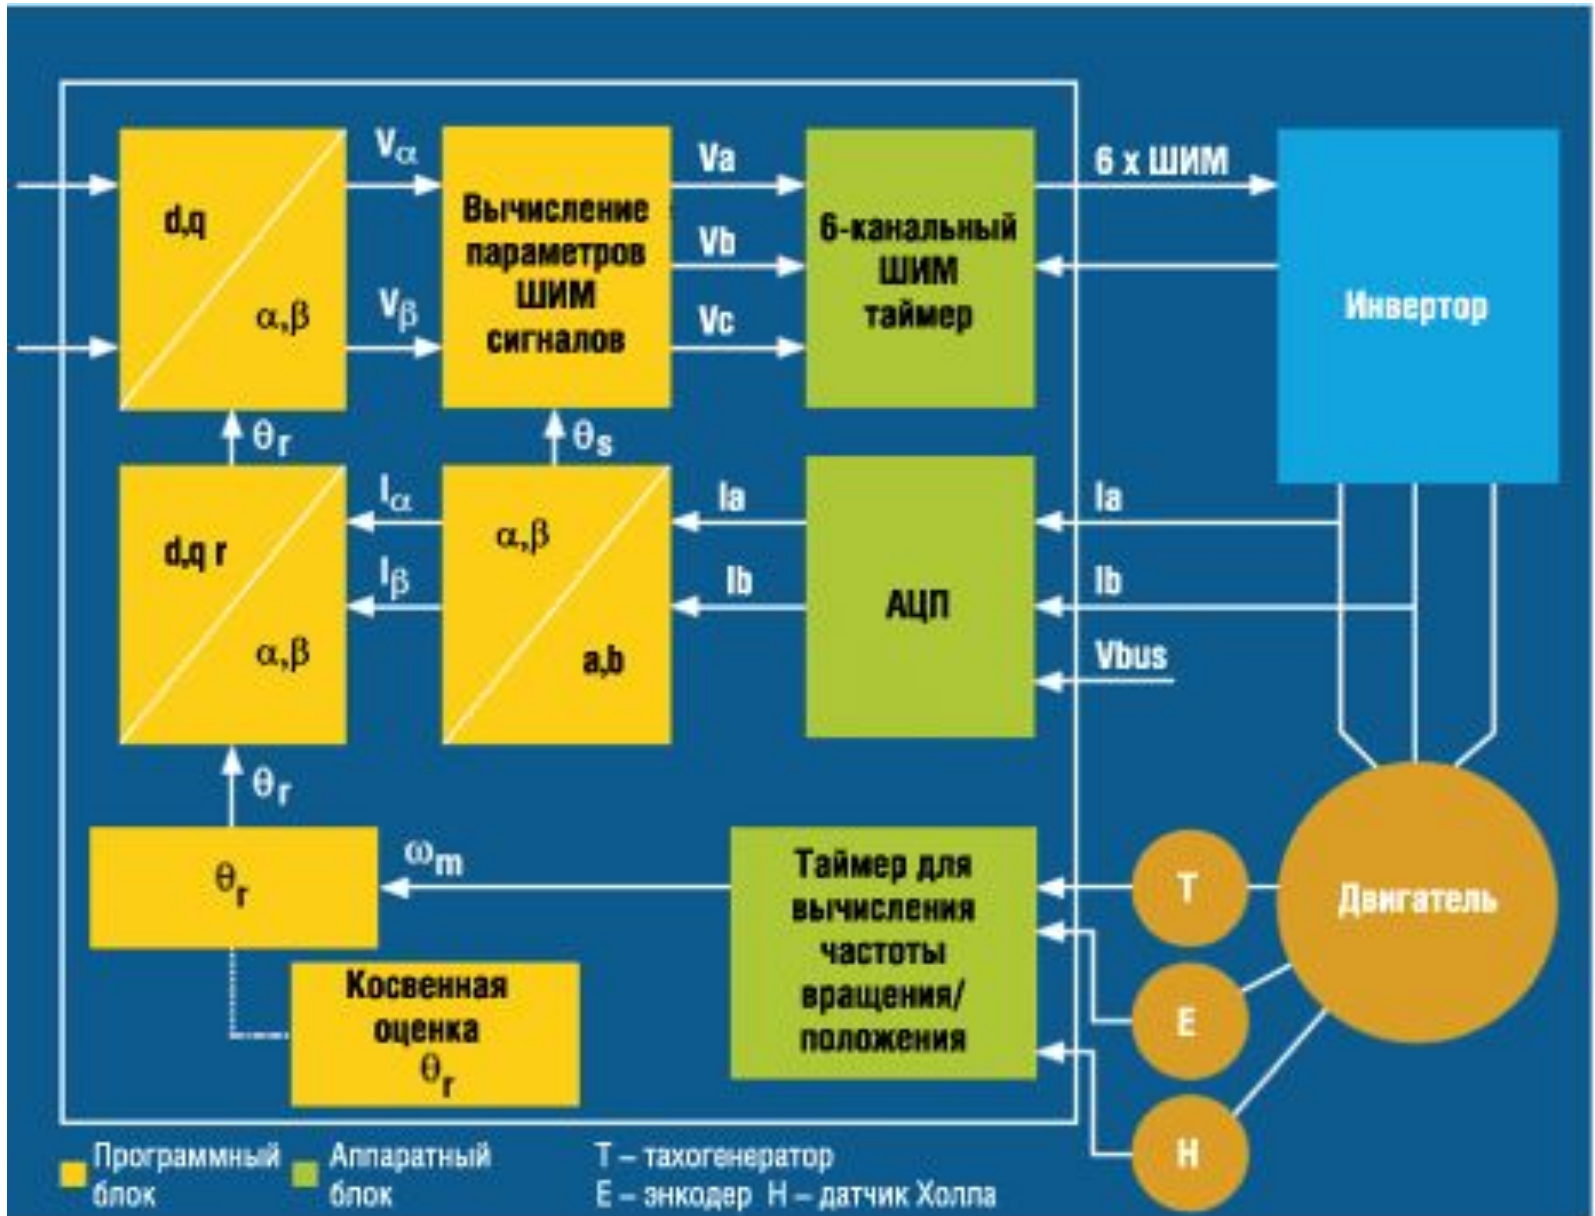 d,q
α,β
Vα
Vβ
Вычисление
параметров
ШИМ
сигналов
Va
Vb
Vc
6-канальный
ШИМ
таймер
6 x ШИМ
Инвертор
θr
θs
d,q r
α,β
Iα
Iβ
α,β
a,b
Ia
Ib
АЦП
Ia
Ib
Vbus
θr
θr
ωm
Косвенная
оценка
θr
Таймер для
вычисления
частоты
вращения/
положения
T
E
H
Двигатель
Программный
блок
Аппаратный
блок
T – тахогенератор
E – энкодер H – датчик Холла